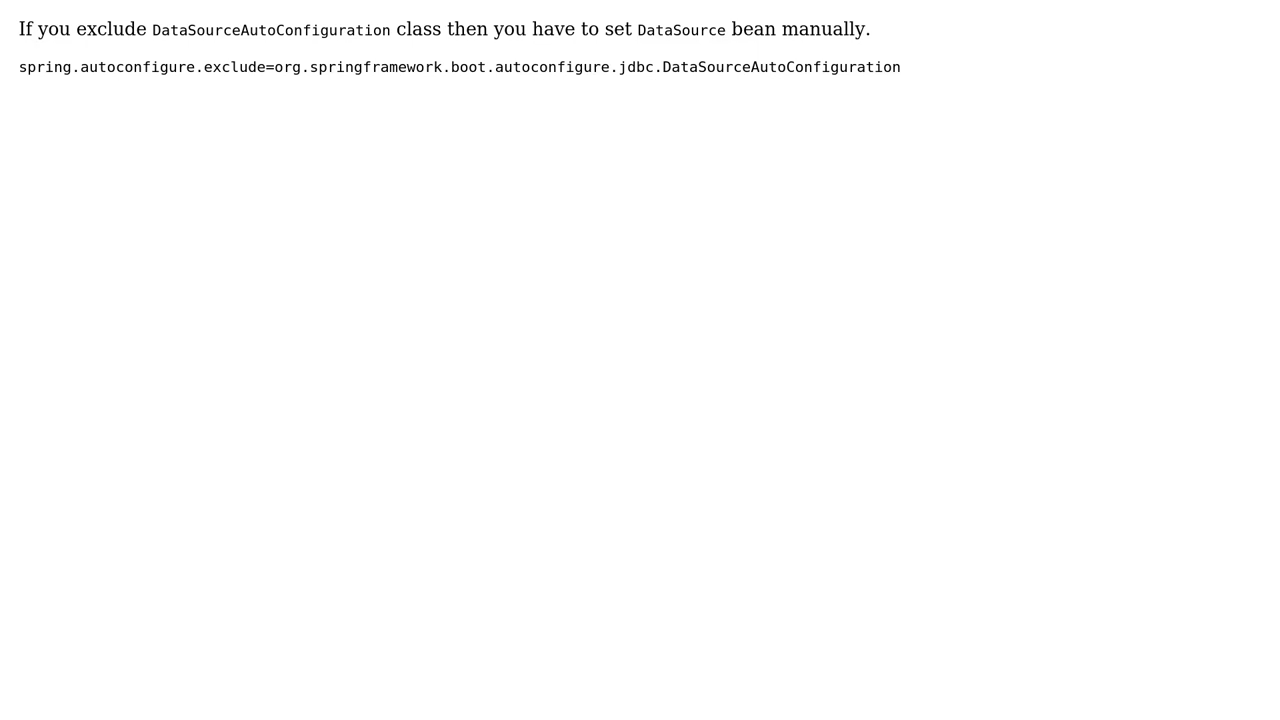 If you exclude DataSourceAutoConfiguration class then you have to set DataSource bean manually.
spring.autoconfigure.exclude=org.springframework.boot.autoconfigure.jdbc.DataSourceAutoConfiguration